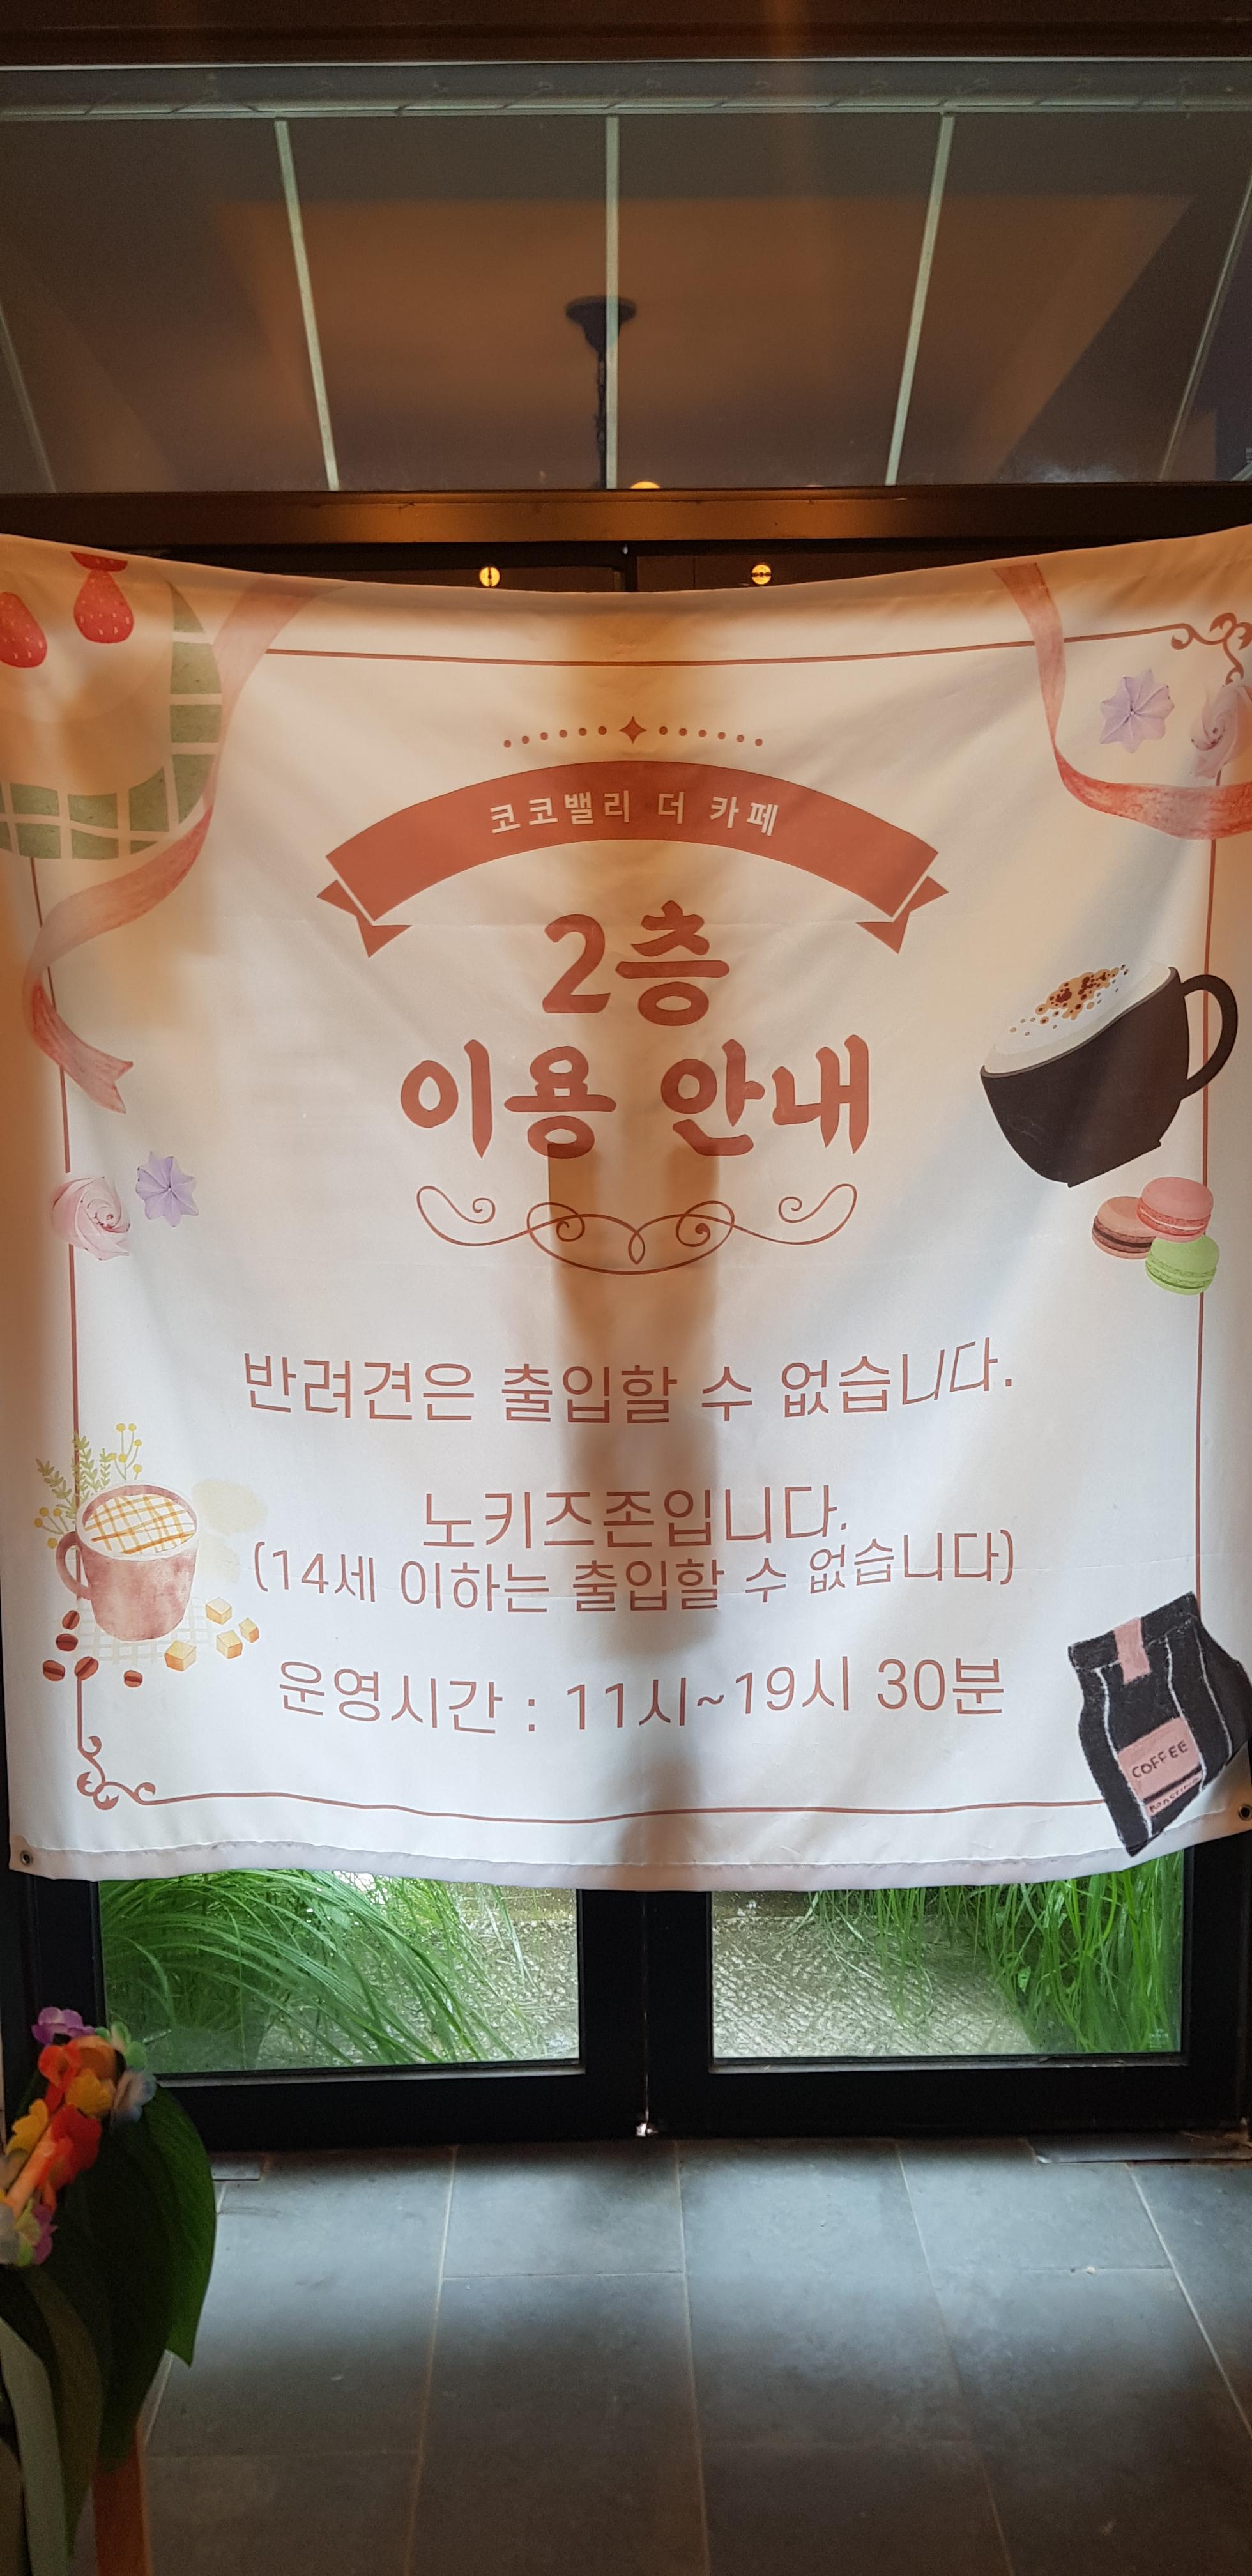 코코밸리 더 카페
2층
이용 안내
반려견은 출입할 수 없습니다.
노키즈존입니다.
(14세 이하는 출입할 수 없습니다)
운영시간 : 11시~19시 30분
COFFEE
ROASTING